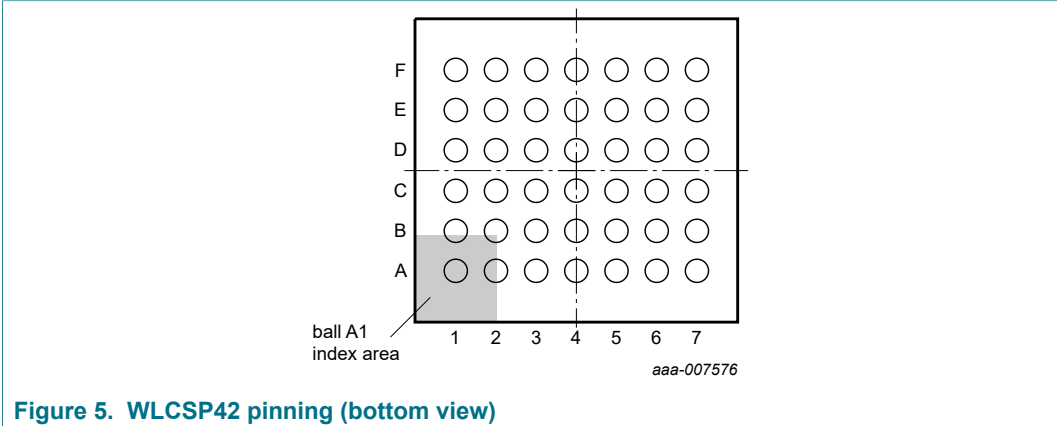 F
E
D
C
B
A
ball A1
index area
1 2 3 4 5 6 7
aaa-007576
Figure 5. WLCSP42 pinning (bottom view)